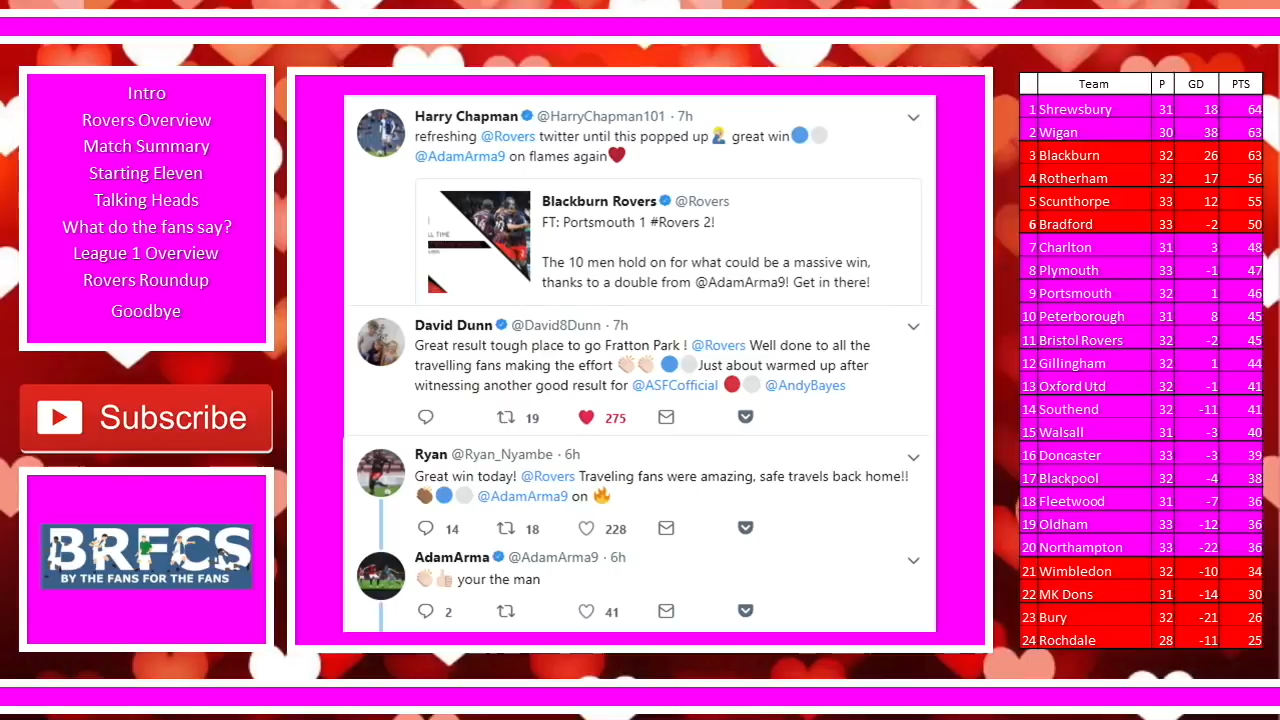 Intro
Rovers Overview
Match Summary
Starting Eleven
Talking Heads
What do the fans say?
League 1 Overview
Rovers Roundup
Goodbye
Subscribe
BRFCS
BY THE FANS FOR THE FANS
Harry Chapman @HarryChapman101 · 7h
refreshing @Rovers twitter until this popped up🤦🏼‍♂️ great win🔵⚪
@AdamArma9 on flames again❤️
Blackburn Rovers @Rovers
FT: Portsmouth 1 #Rovers 2!
The 10 men hold on for what could be a massive win,
thanks to a double from @AdamArma9! Get in there!
David Dunn @David8Dunn · 7h
Great result tough place to go Fratton Park ! @Rovers Well done to all the
travelling fans making the effort 👏🏻👏🏻 🔵⚪Just about warmed up after
witnessing another good result for @ASFCofficial 🔴⚪ @AndyBayes
19 275
Ryan @Ryan_Nyambe · 6h
Great win today! @Rovers Traveling fans were amazing, safe travels back home!!
👏🏾🔵⚪ @AdamArma9 on 🔥
14 18 228
AdamArma @AdamArma9 · 6h
👏🏻👍🏻 your the man
2 41
Team P GD PTS
1 Shrewsbury 31 18 64
2 Wigan 30 38 63
3 Blackburn 32 26 63
4 Rotherham 32 17 56
5 Scunthorpe 33 12 55
6 Bradford 33 -2 50
7 Charlton 31 3 48
8 Plymouth 33 -1 47
9 Portsmouth 32 1 46
10 Peterborough 31 8 45
11 Bristol Rovers 32 -2 45
12 Gillingham 32 1 44
13 Oxford Utd 32 -1 41
14 Southend 32 -11 41
15 Walsall 31 -3 40
16 Doncaster 33 -3 39
17 Blackpool 32 -4 38
18 Fleetwood 31 -7 36
19 Oldham 33 -12 36
20 Northampton 33 -22 36
21 Wimbledon 32 -10 34
22 MK Dons 31 -14 30
23 Bury 32 -21 26
24 Rochdale 28 -11 25